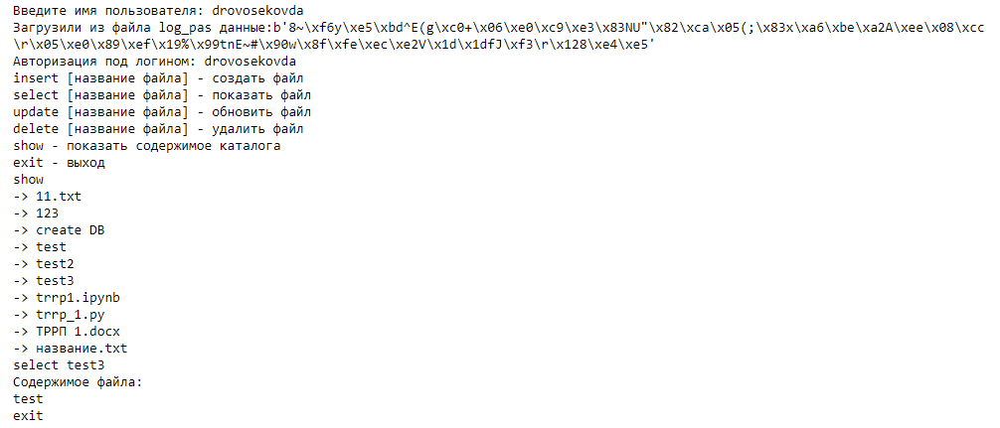 Введите имя пользователя: drovosekovda
Загрузили из файла log_pas данные:b'8~\xf6y\xe5\xbd^E(g\xc0+\x06\xe0\xc9\xe3\x83NU"\x82\xca\x05(;\x83x\xa6\xbe\xa2A\xee\x08\xcc
\r\x05\xe0\x89\xef\x19%\x99tnE~#\x90w\x8f\xfe\xec\xe2V\x1d\x1dfJ\xf3\r\x128\xe4\xe5'
Авторизация под логином: drovosekovda
insert [название файла] - создать файл
select [название файла] - показать файл
update [название файла] - обновить файл
delete [название файла] - удалить файл
show - показать содержимое каталога
exit - выход
show
-> 11.txt
-> 123
-> create DB
-> test
-> test2
-> test3
-> trrp1.ipynb
-> trrp_1.py
-> ТРРП 1.docx
-> название.txt
select test3
Содержимое файла:
test
exit